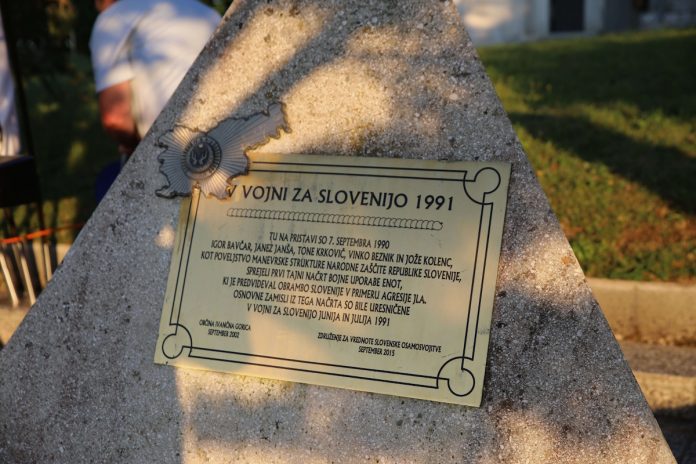 V VOJNI ZA SLOVENIJO 1991
TU NA PRISTAVI SO 7. SEPTEMBRA 1990
IGOR BAVČAR, JANEZ JANŠA, TONE KRKOVIČ, VINKO BEZNIK IN JOŽE KOLENC,
KOT POVELJSTVO MANEVRSKE STRUKTURE NARODNE ZAŠČITE REPUBLIKE SLOVENIJE,
SPREJELI PRVI TAJNI NAČRT BOJNE UPORABE ENOT,
KI JE PREDVIDEVAL OBRAMBO SLOVENIJE V PRIMERU AGRESIJE JLA.
OSNOVNE ZAMISLI IZ TEGA NAČRTA SO BILE URESNIČENE
V VOJNI ZA SLOVENIJO JUNIJA IN JULIJA 1991
OBČINA IVANČNA GORICA
SEPTEMBER 2002
ZDRUŽENJE ZA VREDNOTE SLOVENSKE OSAMOSVOJITVE
SEPTEMBER 2015